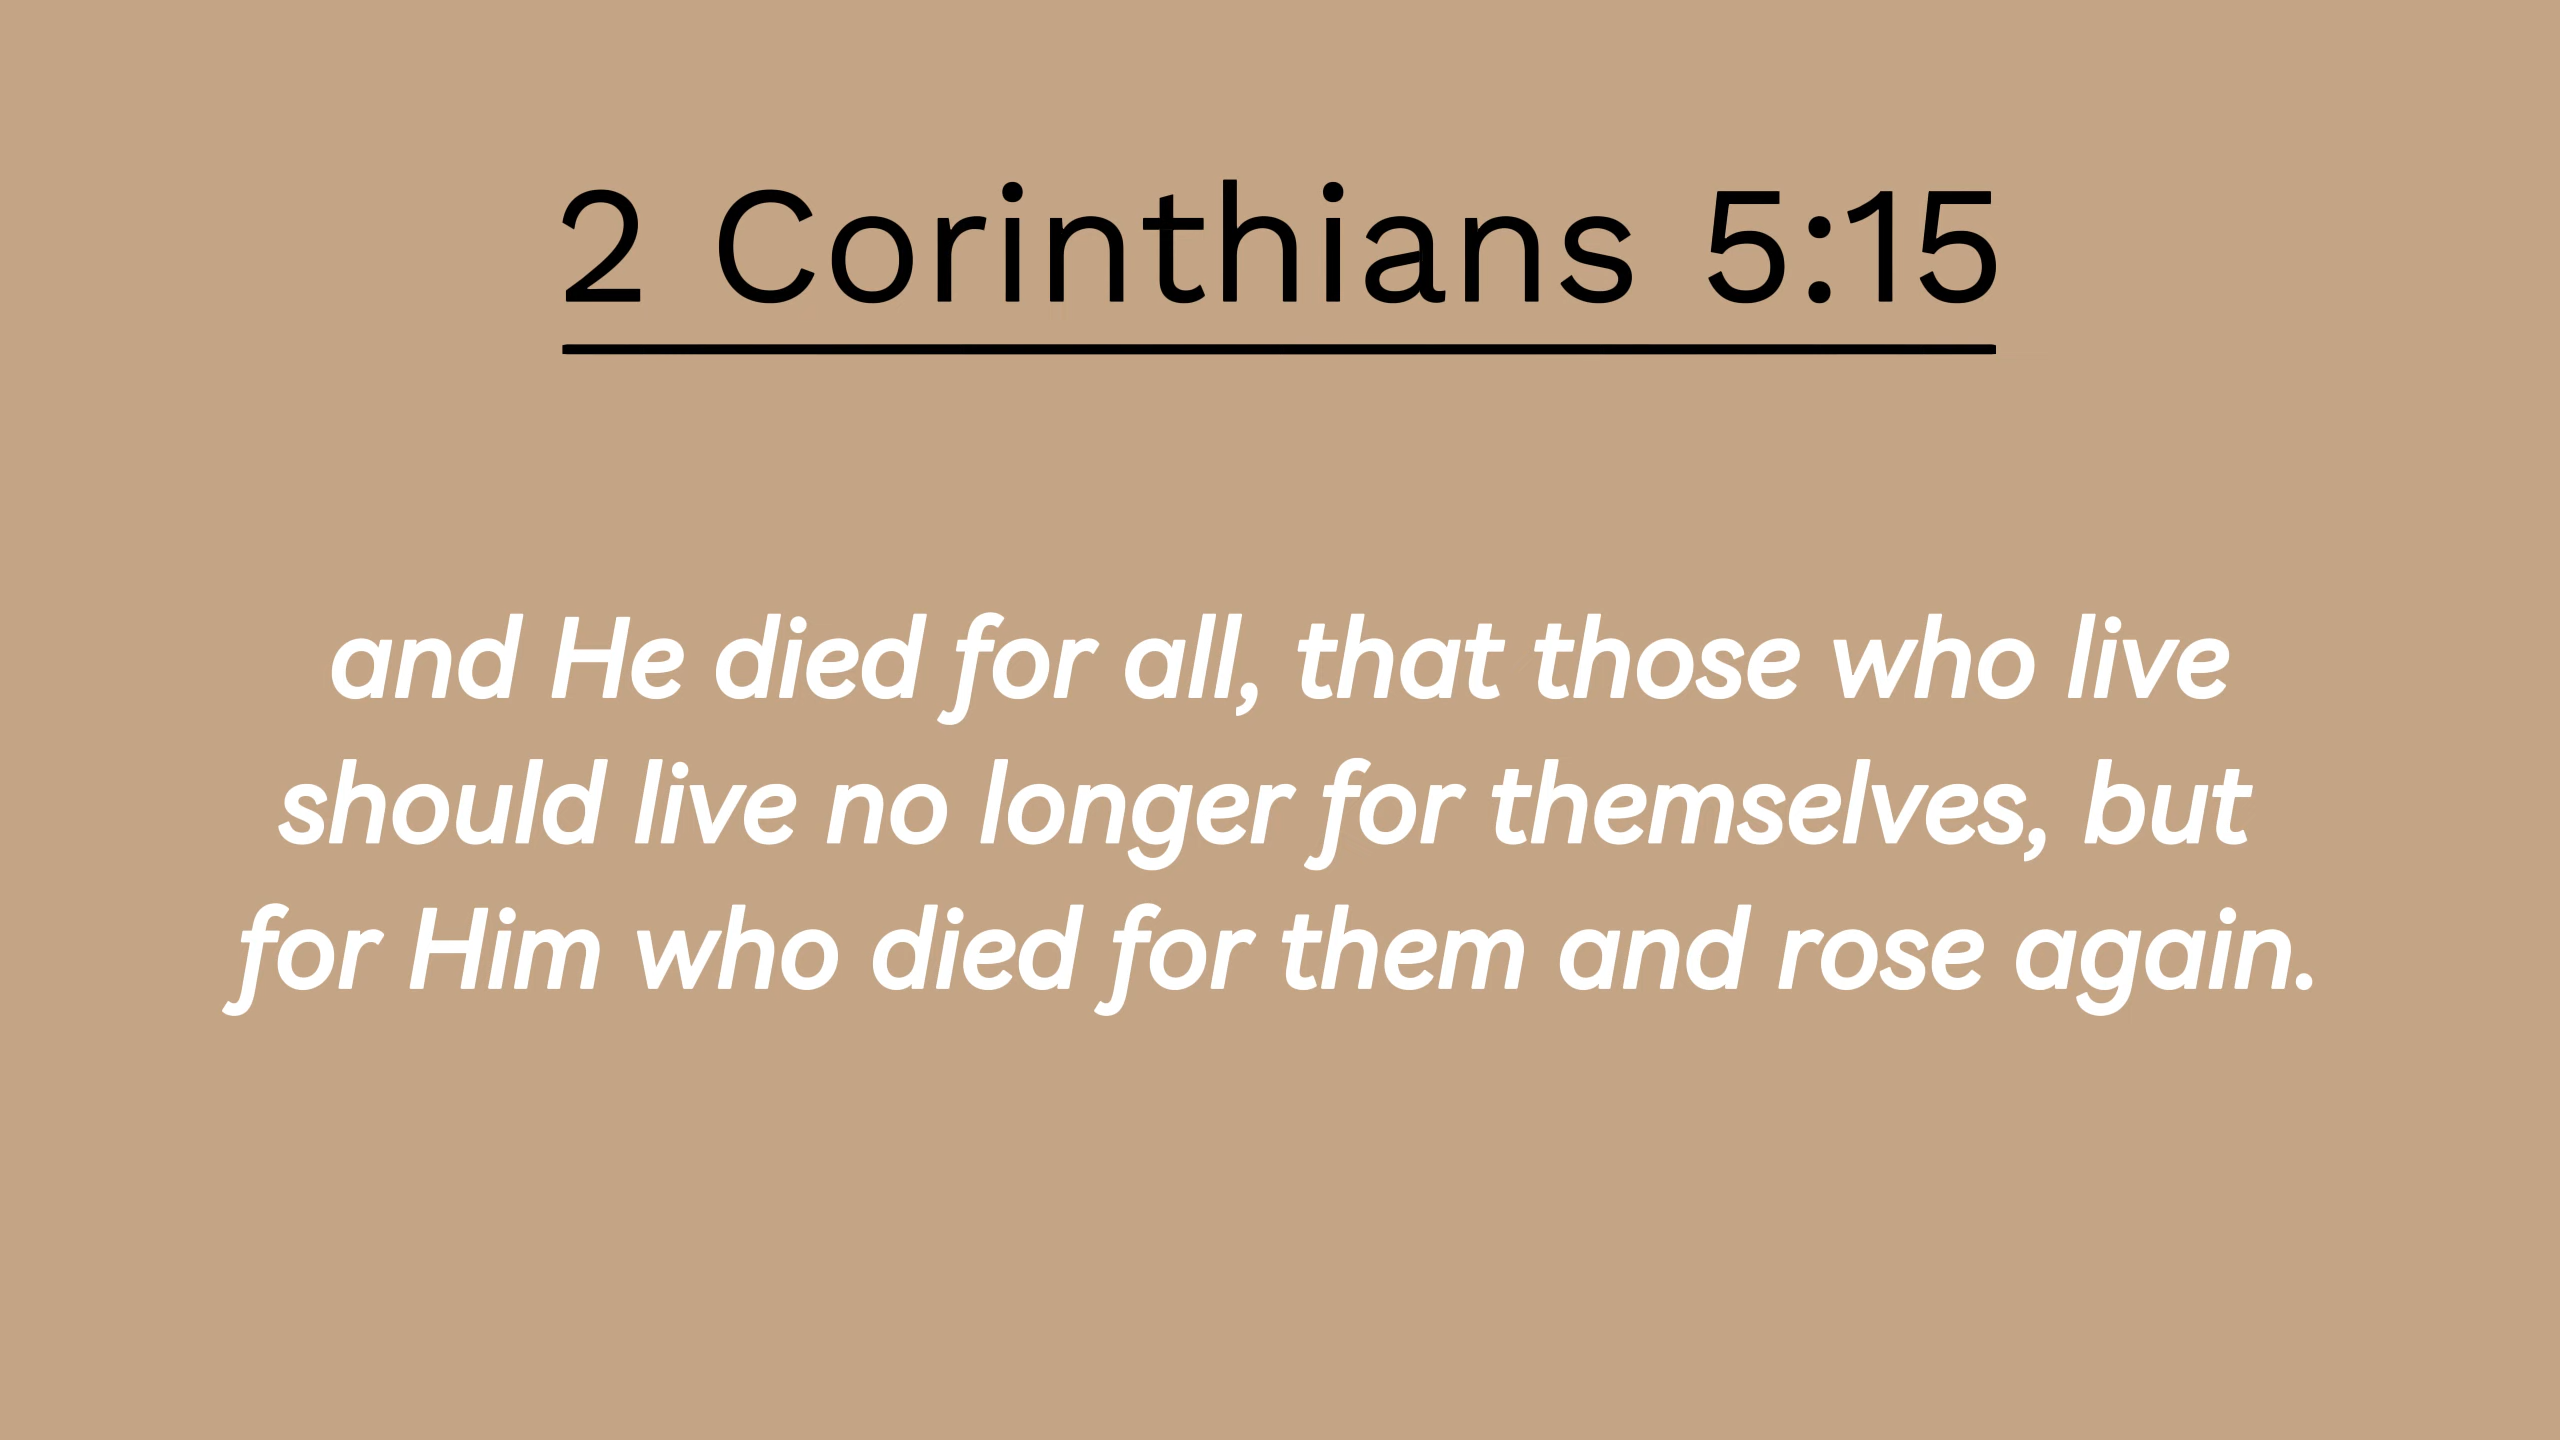 2 Corinthians 5:15
and He died for all, that those who live
should live no longer for themselves, but
for Him who died for them and rose again.